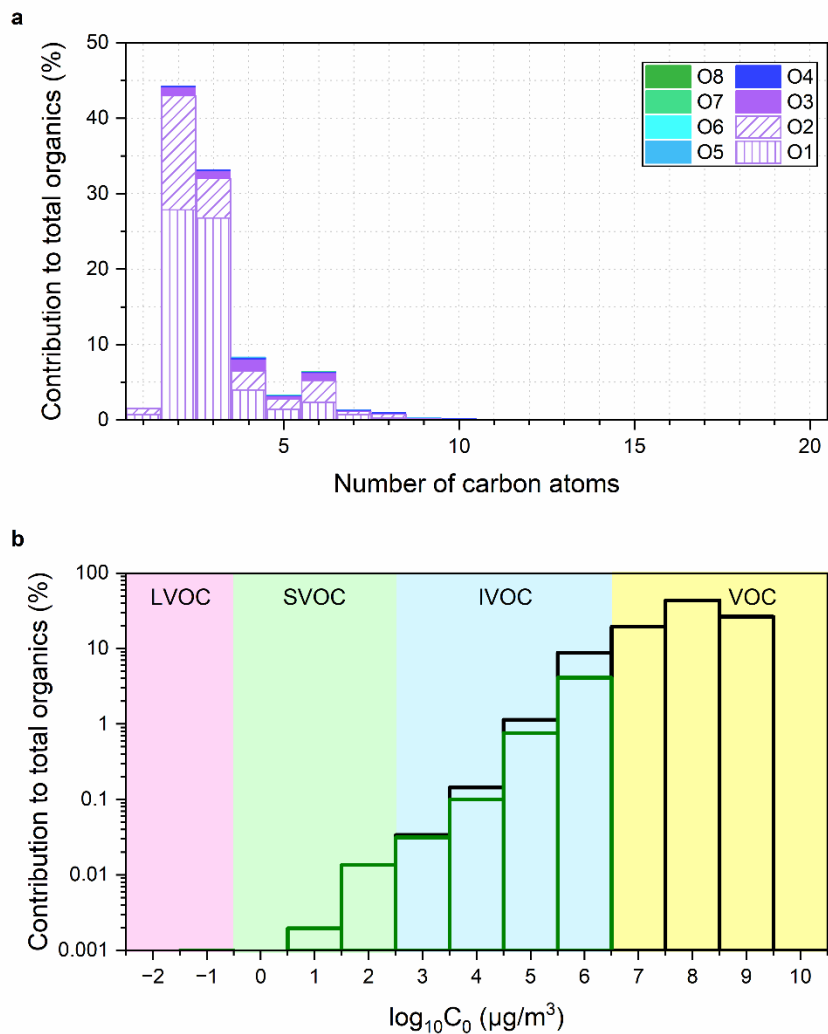 a
Contribution to total organics (%)
50
40
30
20
10
0
O8 O4
O7 O3
O6 O2
O5 O1
5 10 15 20
Number of carbon atoms
b
Contribution to total organics (%)
100
10
1
0.1
0.01
0.001
LVOC SVOC IVOC VOC
−2 −1 0 1 2 3 4 5 6 7 8 9 10
log₁₀C₀ (µg/m³)